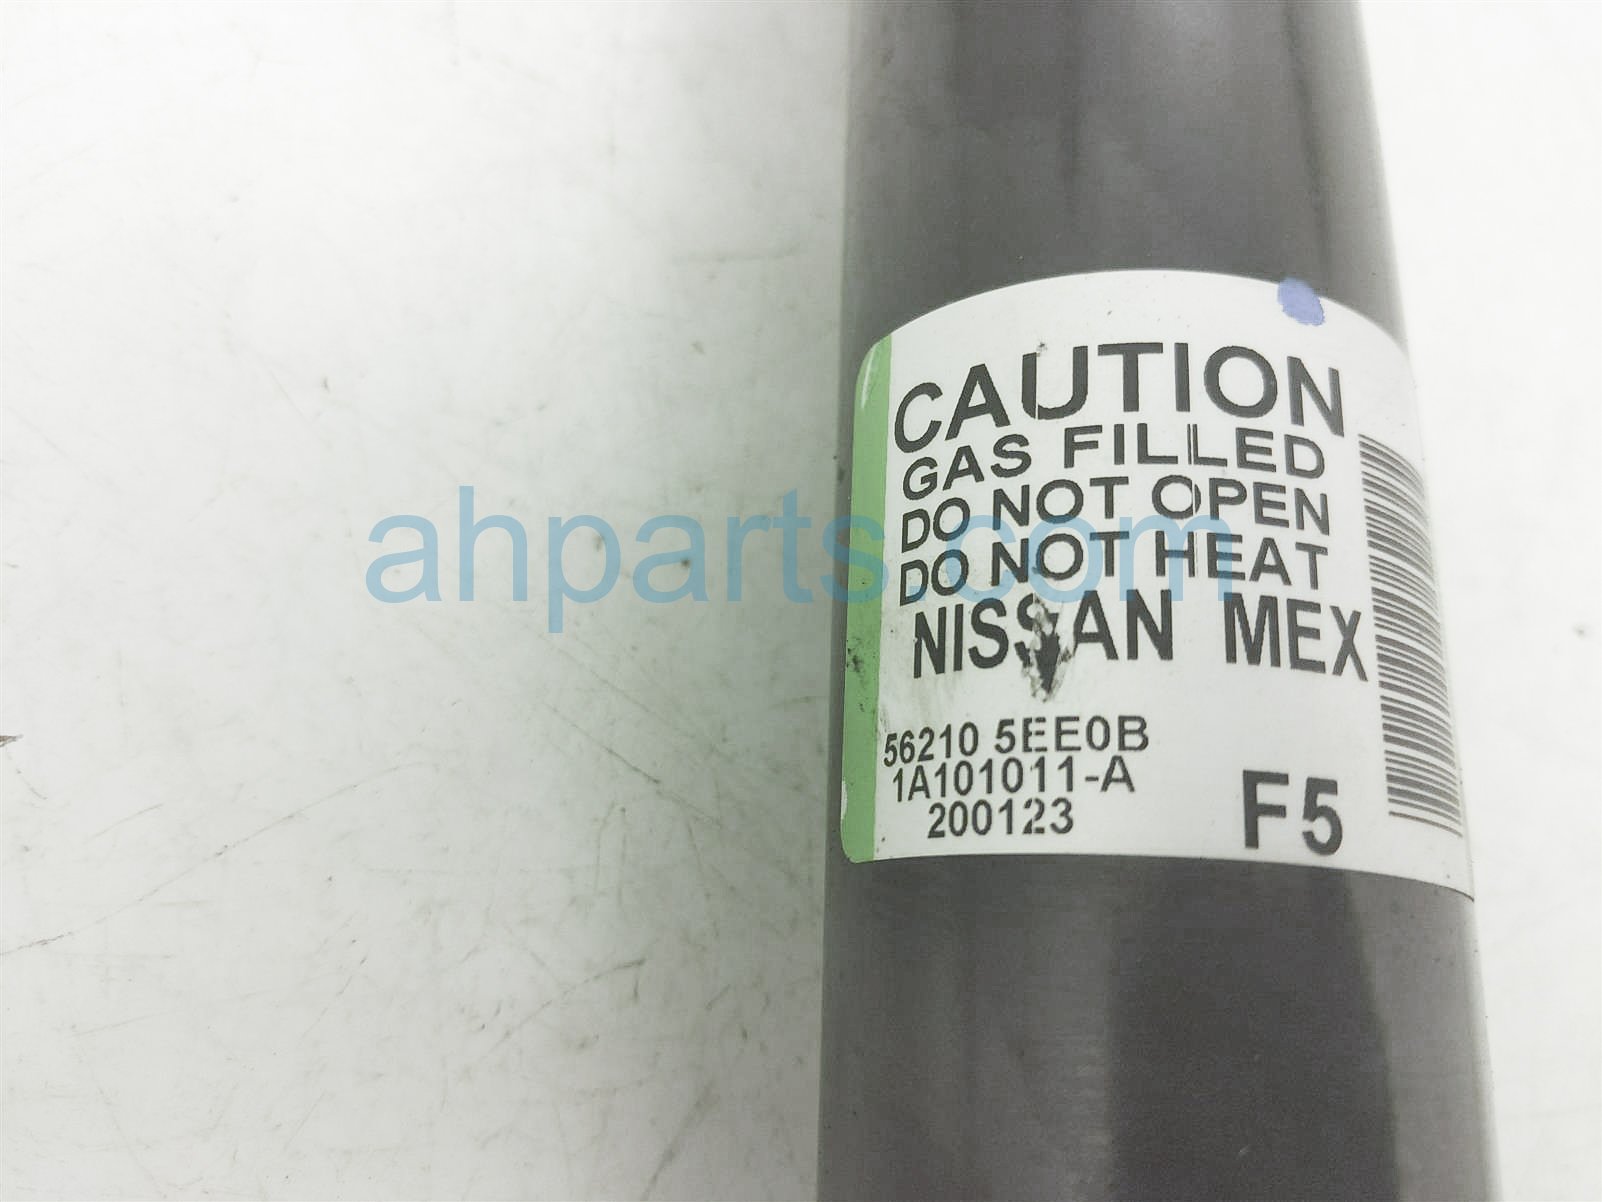 CAUTION
GAS FILLED
DO NOT OPEN
DO NOT HEAT
NISSAN MEX
56210 5EE0B
1A101011-A
200123
F5
ahparts.com